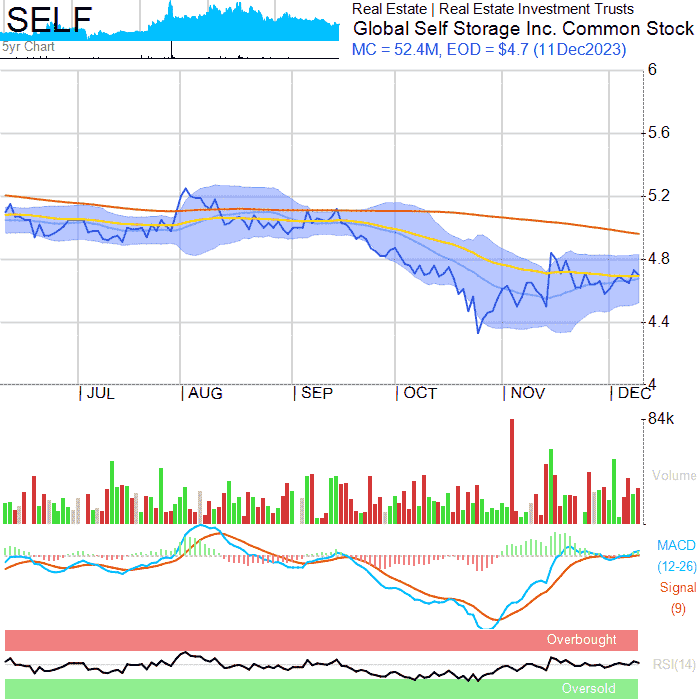 SELF
5yr Chart
Real Estate | Real Estate Investment Trusts
Global Self Storage Inc. Common Stock
MC = 52.4M, EOD = $4.7 (11Dec2023)
6
5.6
5.2
4.8
4.4
4
| JUL | AUG | SEP | OCT | NOV | DEC
84k
Volume
MACD
(12-26)
Signal
(9)
Overbought
RSI(14)
Oversold